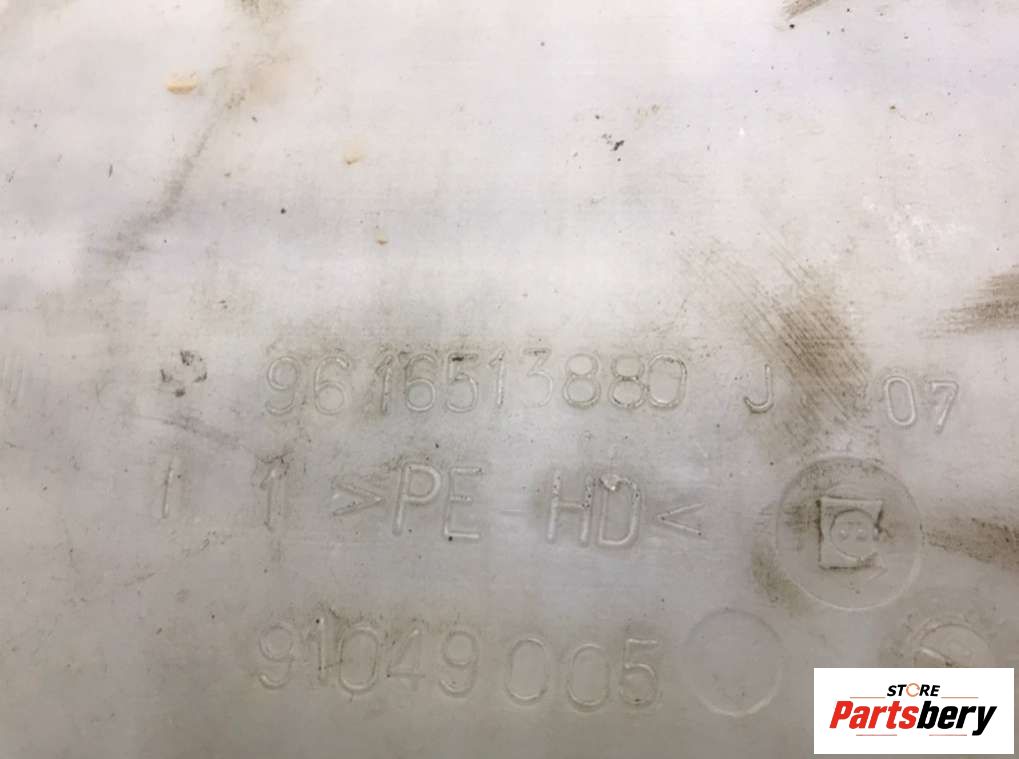 9616513880 J 07
1 1 >PE-HD<
91049005
STORE
Partsbery